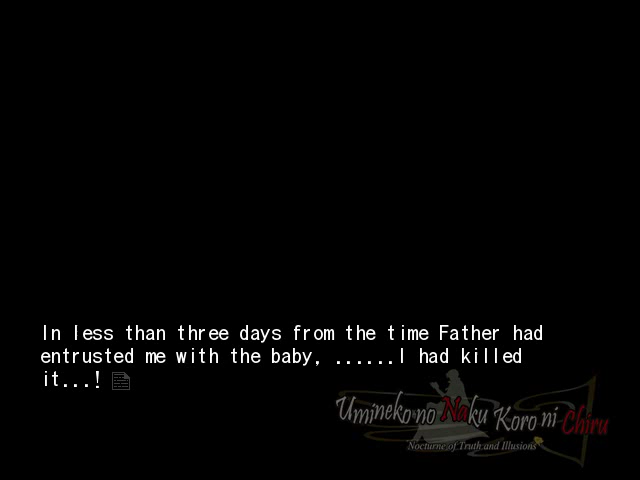 In less than three days from the time Father had
entrusted me with the baby, ......I had killed
it...!
Umineko no Naku Koro ni Chiru
Nocturne of Truth and Illusions